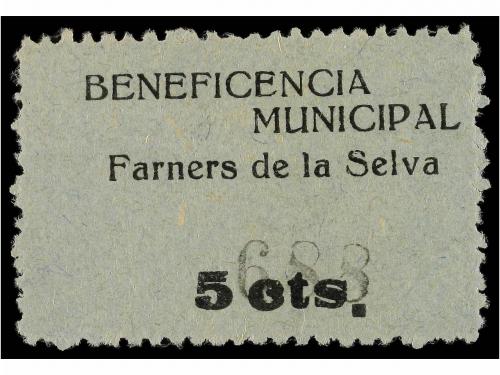 BENEFICENCIA
MUNICIPAL
Farners de la Selva
688
5 cts.